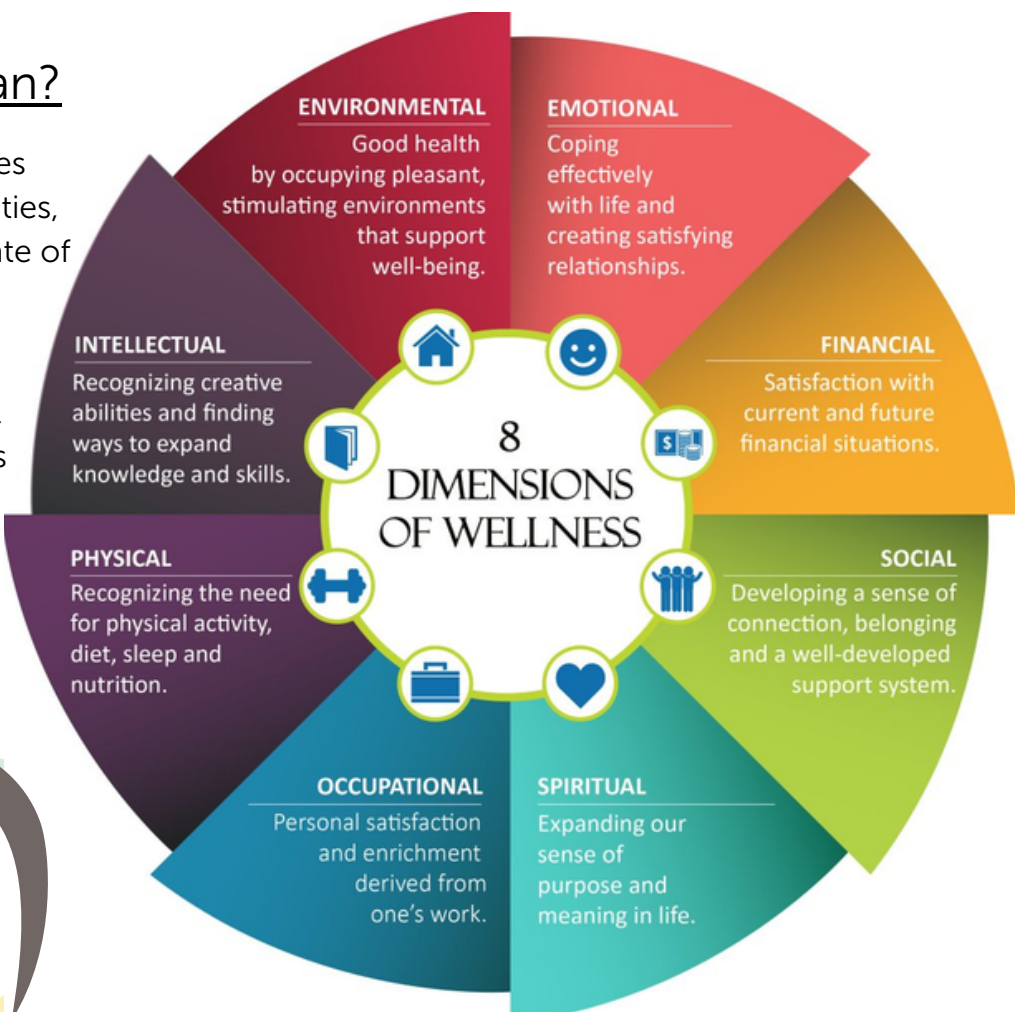 an?
es
ties,
ate of
s
ENVIRONMENTAL
Good health
by occupying pleasant,
stimulating environments
that support
well-being.
EMOTIONAL
Coping
effectively
with life and
creating satisfying
relationships.
FINANCIAL
Satisfaction with
current and future
financial situations.
SOCIAL
Developing a sense of
connection, belonging
and a well-developed
support system.
SPIRITUAL
Expanding our
sense of
purpose and
meaning in life.
OCCUPATIONAL
Personal satisfaction
and enrichment
derived from
one's work.
PHYSICAL
Recognizing the need
for physical activity,
diet, sleep and
nutrition.
INTELLECTUAL
Recognizing creative
abilities and finding
ways to expand
knowledge and skills.
8
DIMENSIONS
OF WELLNESS
$